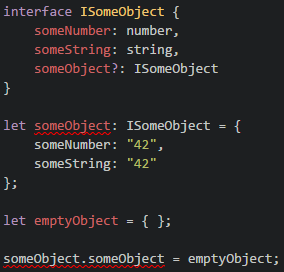 interface ISomeObject {
    someNumber: number,
    someString: string,
    someObject?: ISomeObject
}

let someObject: ISomeObject = {
    someNumber: "42",
    someString: "42"
};

let emptyObject = { };

someObject.someObject = emptyObject;